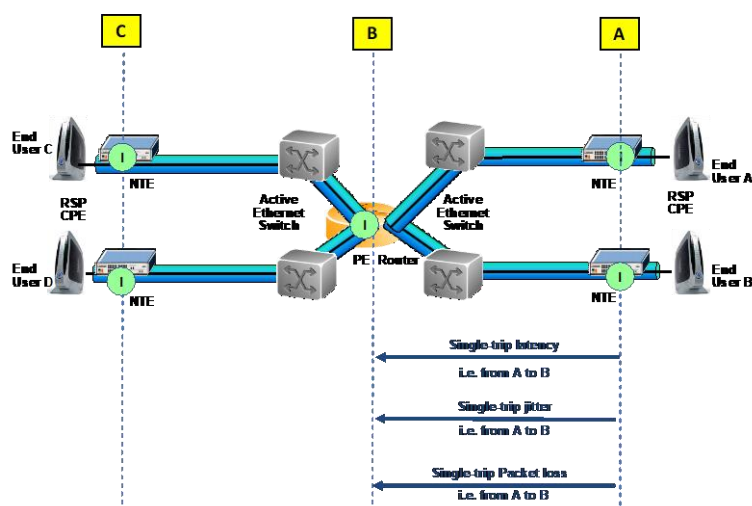 C
B
A
End
User C
I
NTE
RSP
CPE
Active
Ethernet
Switch
Active
Ethernet
Switch
I
NTE
End
User A
RSP
CPE
I
PE Router
End
User D
I
NTE
I
NTE
End
User B
Single-trip latency
i.e. from A to B
Single-trip jitter
i.e. from A to B
Single-trip Packet loss
i.e. from A to B